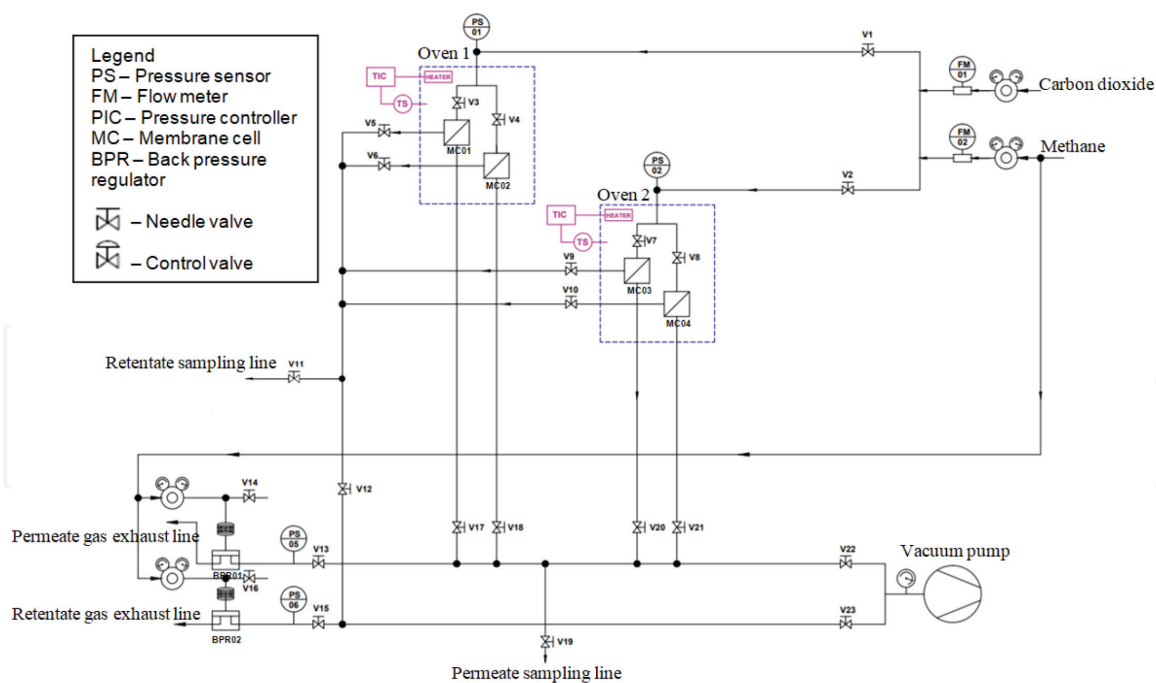 Legend
PS – Pressure sensor
FM – Flow meter
PIC – Pressure controller
MC – Membrane cell
BPR – Back pressure
regulator
– Needle valve
– Control valve
PS
01
Oven 1
TIC
HEATER
TS
V3
V4
V5
V6
MC01
MC02
V1
FM
01
Carbon dioxide
FM
02
Methane
V2
PS
02
Oven 2
TIC
HEATER
TS
V7
V8
V9
V10
MC03
MC04
Retentate sampling line
V11
V12
V14
Permeate gas exhaust line
PS
05
V13
BPR01
V16
V17
V18
V20
V21
V22
Vacuum pump
Retentate gas exhaust line
PS
06
V15
BPR02
V23
V19
Permeate sampling line